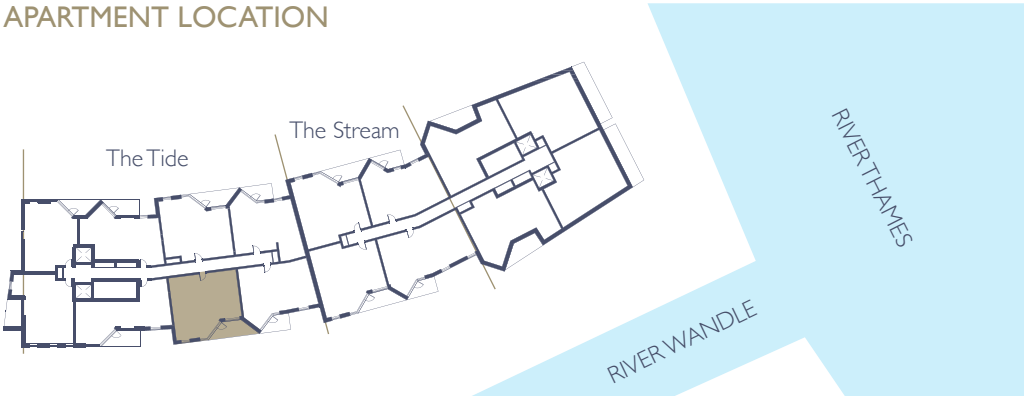 APARTMENT LOCATION
The Stream
The Tide
RIVER THAMES
RIVER WANDLE